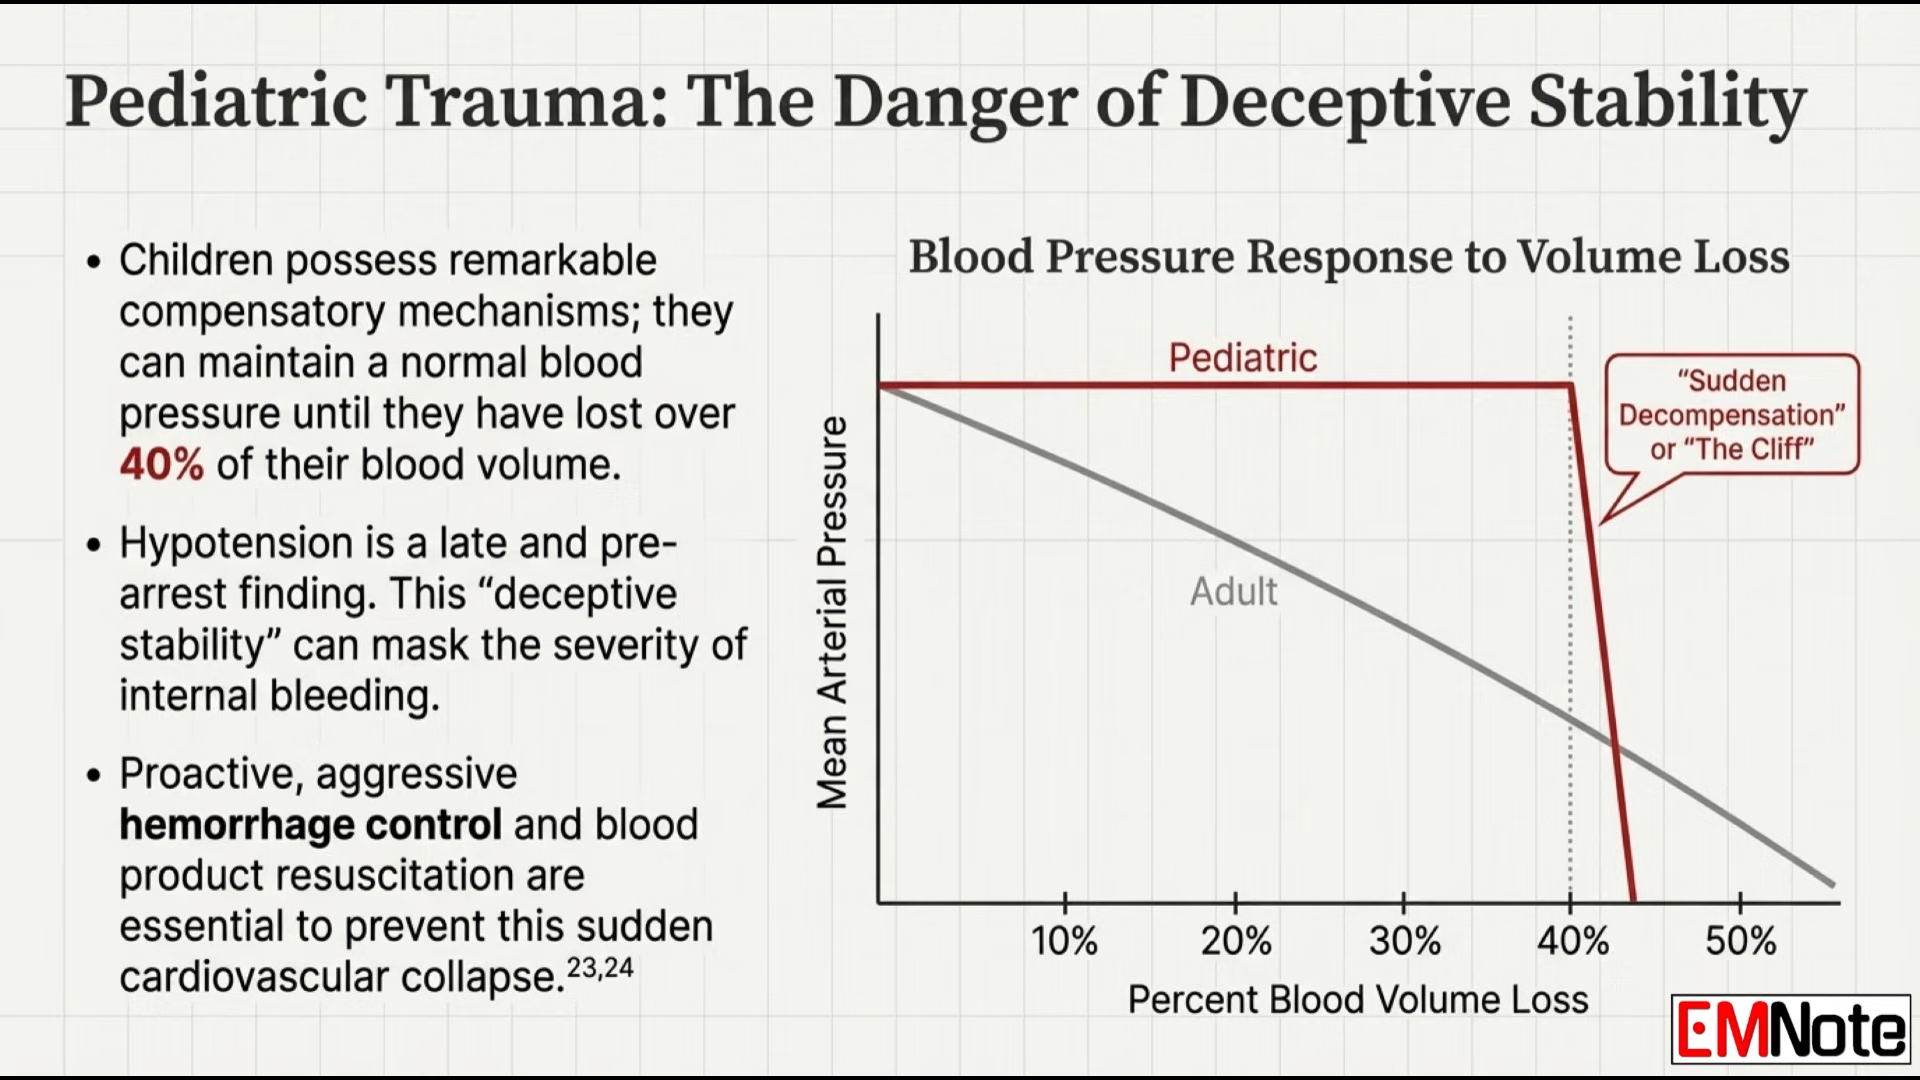 Pediatric Trauma: The Danger of Deceptive Stability
• Children possess remarkable
compensatory mechanisms; they
can maintain a normal blood
pressure until they have lost over
40% of their blood volume.
• Hypotension is a late and pre-
arrest finding. This “deceptive
stability” can mask the severity of
internal bleeding.
• Proactive, aggressive
hemorrhage control and blood
product resuscitation are
essential to prevent this sudden
cardiovascular collapse.23,24
Blood Pressure Response to Volume Loss
Pediatric
“Sudden
Decompensation”
or “The Cliff”
Adult
Mean Arterial Pressure
10% 20% 30% 40% 50%
Percent Blood Volume Loss
EMNote